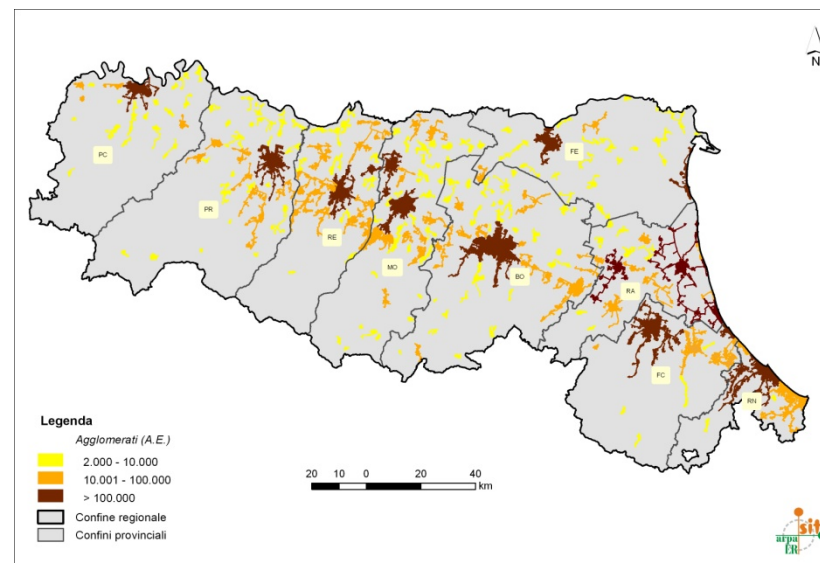 N
PC
PR
RE
MO
BO
FE
RA
FC
RN
Legenda
Agglomerati (A.E.)
2.000 - 10.000
10.001 - 100.000
> 100.000
Confine regionale
Confini provinciali
20 10 0 20 40
km
sit
arpa
ER